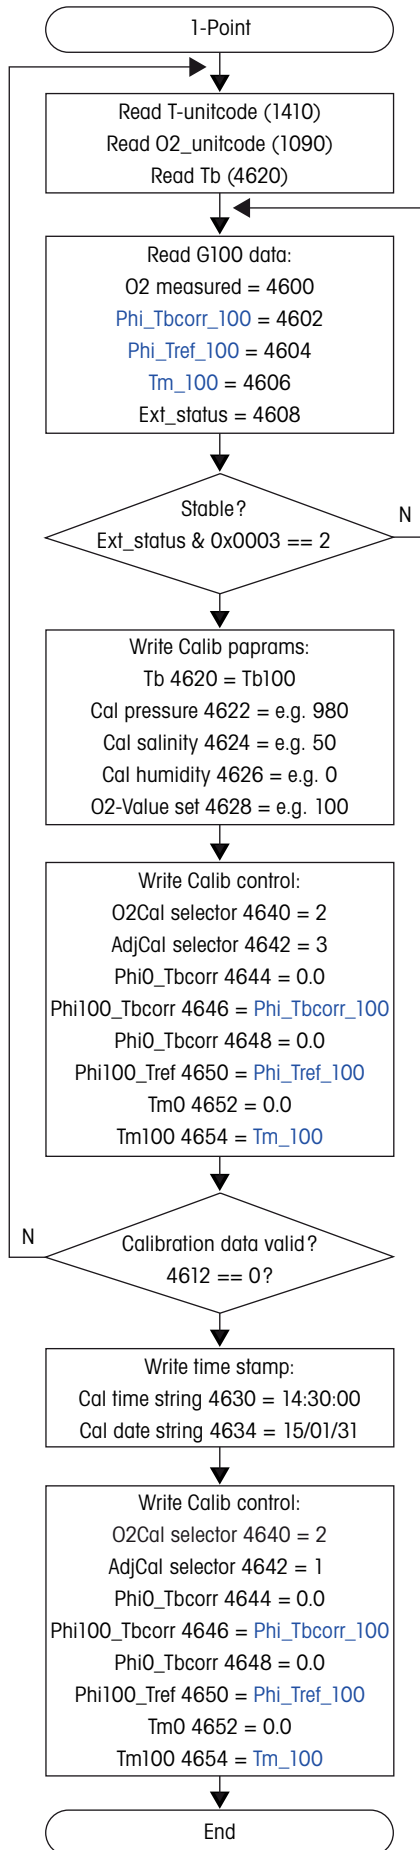 1-Point
Read T-unitcode (1410)
Read O2_unitcode (1090)
Read Tb (4620)
Read G100 data:
O2 measured = 4600
Phi_Tbcorr_100 = 4602
Phi_Tref_100 = 4604
Tm_100 = 4606
Ext_status = 4608
Stable?
Ext_status & 0x0003 == 2
N
Write Calib paprams:
Tb 4620 = Tb100
Cal pressure 4622 = e.g. 980
Cal salinity 4624 = e.g. 50
Cal humidity 4626 = e.g. 0
O2-Value set 4628 = e.g. 100
Write Calib control:
O2Cal selector 4640 = 2
AdjCal selector 4642 = 3
Phi0_Tbcorr 4644 = 0.0
Phi100_Tbcorr 4646 = Phi_Tbcorr_100
Phi0_Tbcorr 4648 = 0.0
Phi100_Tref 4650 = Phi_Tref_100
Tm0 4652 = 0.0
Tm100 4654 = Tm_100
N
Calibration data valid?
4612 == 0?
Write time stamp:
Cal time string 4630 = 14:30:00
Cal date string 4634 = 15/01/31
Write Calib control:
O2Cal selector 4640 = 2
AdjCal selector 4642 = 1
Phi0_Tbcorr 4644 = 0.0
Phi100_Tbcorr 4646 = Phi_Tbcorr_100
Phi0_Tbcorr 4648 = 0.0
Phi100_Tref 4650 = Phi_Tref_100
Tm0 4652 = 0.0
Tm100 4654 = Tm_100
End